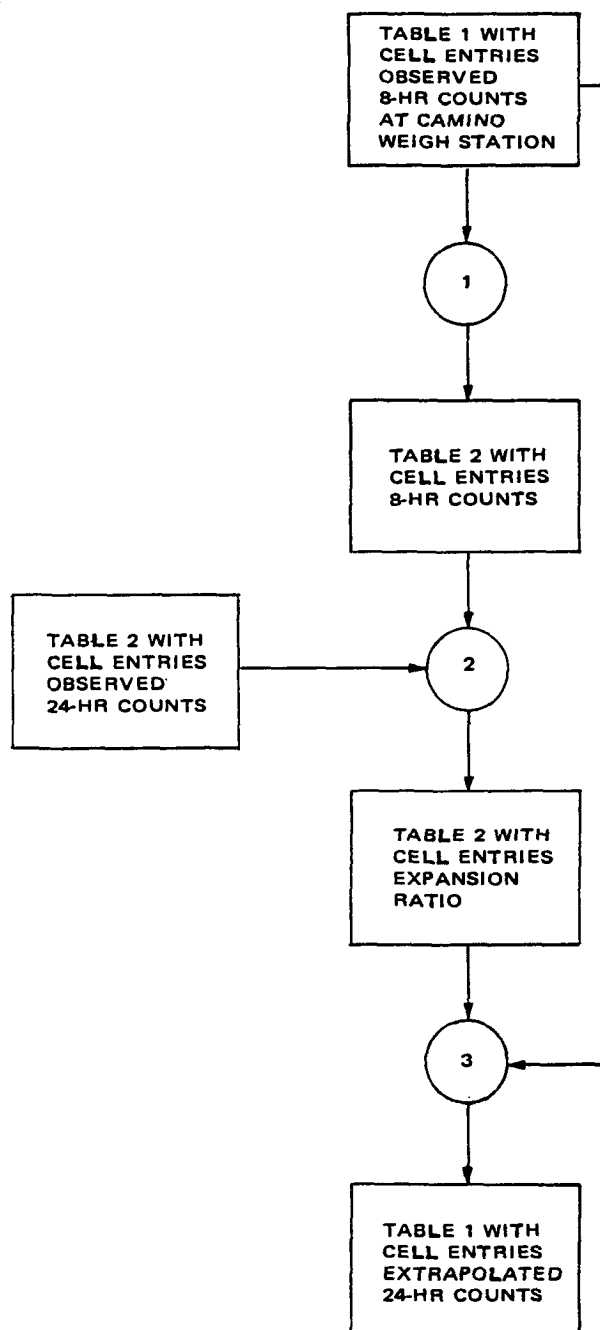 TABLE 1 WITH
CELL ENTRIES
OBSERVED
8-HR COUNTS
AT CAMINO
WEIGH STATION
1
TABLE 2 WITH
CELL ENTRIES
8-HR COUNTS
TABLE 2 WITH
CELL ENTRIES
OBSERVED
24-HR COUNTS
2
TABLE 2 WITH
CELL ENTRIES
EXPANSION
RATIO
3
TABLE 1 WITH
CELL ENTRIES
EXTRAPOLATED
24-HR COUNTS